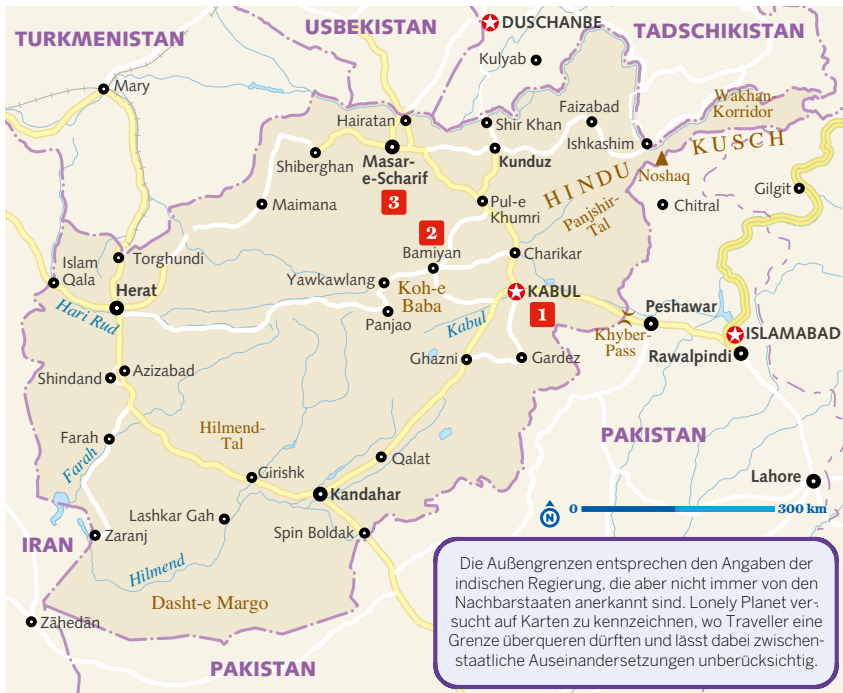 TURKMENISTAN
USBEKISTAN
DUSCHANBE
TADSCHIKISTAN
Kulyab
Mary
Wakhan-
Korridor
Hairatan
Shir Khan
Faizabad
Ishkashim
Shiberghan
Masar-
e-Scharif
Kunduz
HINDU KUSCH
Noshaq
Gilgit
3
Maimana
Pul-e
Khumri
Panjshir-
Tal
Chitral
2
Bamiyan
Charikar
Islam
Qala
Torghundi
Yawkawlang
Koh-e
Baba
KABUL
Herat
Hari Rud
Panjao
Kabul
1
Peshawar
Khyber-
Pass
ISLAMABAD
Rawalpindi
Ghazni
Gardez
Shindand
Azizabad
Farah
Farah
Hilmend-
Tal
Qalat
PAKISTAN
Girishk
Kandahar
Lahore
Lashkar Gah
N
0
300 km
IRAN
Zaranj
Spin Boldak
Hilmend
Dasht-e Margo
Zãhedãn
PAKISTAN
Die Außengrenzen entsprechen den Angaben der
indischen Regierung, die aber nicht immer von den
Nachbarstaaten anerkannt sind. Lonely Planet ver-
sucht auf Karten zu kennzeichnen, wo Traveller eine
Grenze überqueren dürften und lässt dabei zwischen-
staatliche Auseinandersetzungen unberücksichtig.